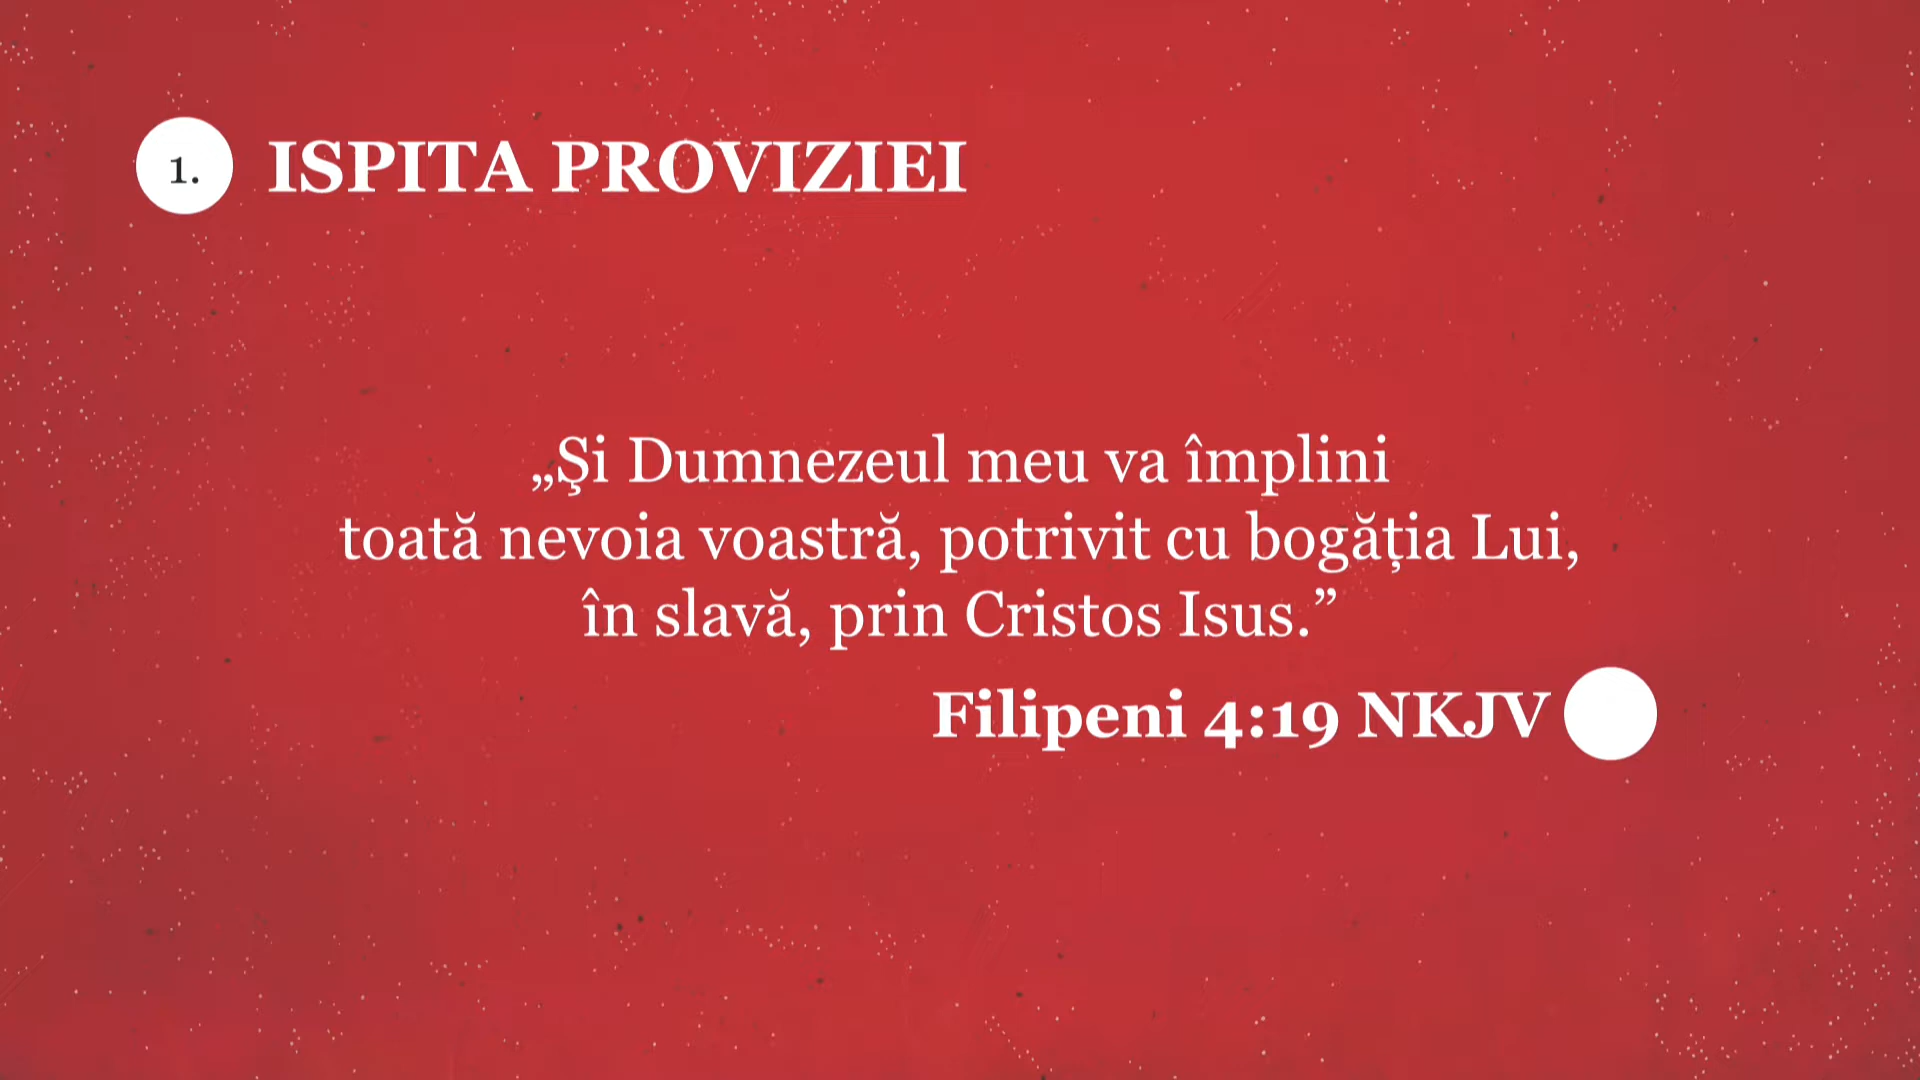 1. ISPITA PROVIZIEI
„Şi Dumnezeul meu va împlini
toată nevoia voastră, potrivit cu bogăția Lui,
în slavă, prin Cristos Isus.”
Filipeni 4:19 NKJV